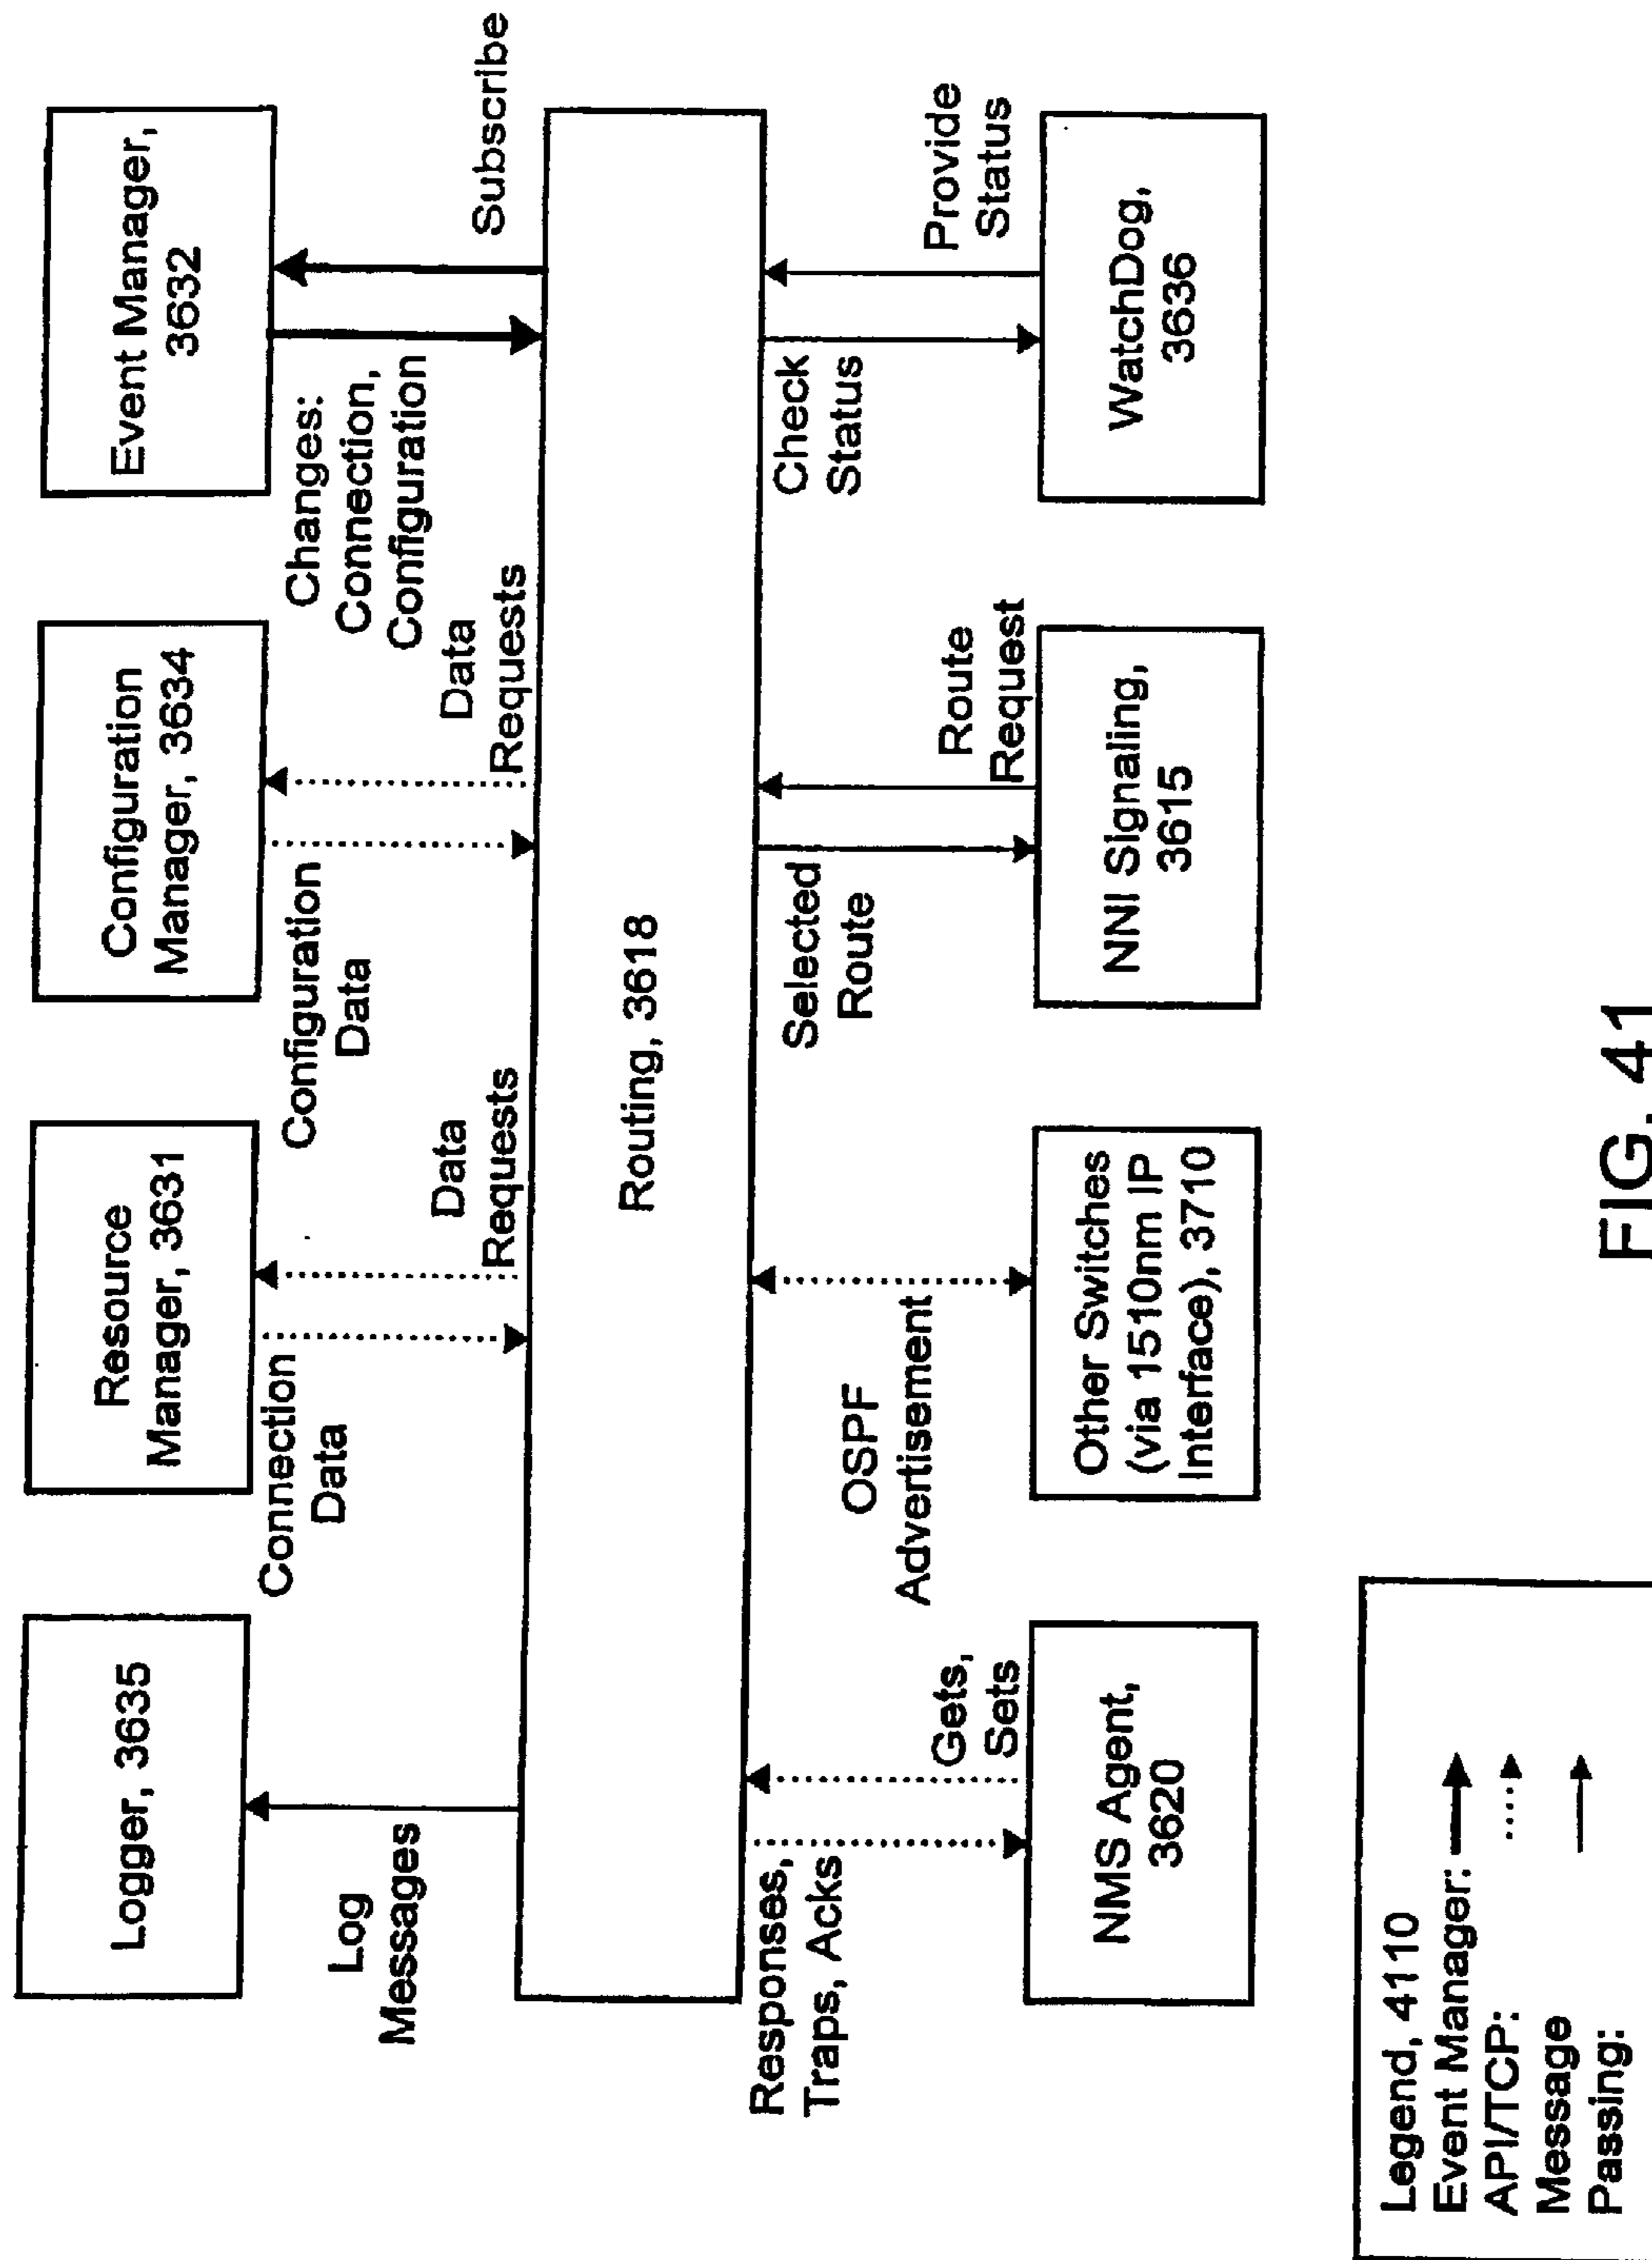 Logger, 3635
Resource
Manager, 3631
Configuration
Manager, 3634
Event Manager,
3632
Log
Messages
Connection
Data
Data
Requests
Configuration
Data
Data
Requests
Changes:
Connection,
Configuration
Subscribe
Routing, 3618
Responses,
Traps, Acks
Gets,
Sets
OSPF
Advertisement
Selected
Route
Route
Request
Check
Status
Provide
Status
NMS Agent,
3620
Other Switches
(via 1510nm IP
Interface), 3710
NNI Signaling,
3615
WatchDog,
3636
Legend, 4110
Event Manager:
API/TCP:
Message
Passing:
FIG. 41